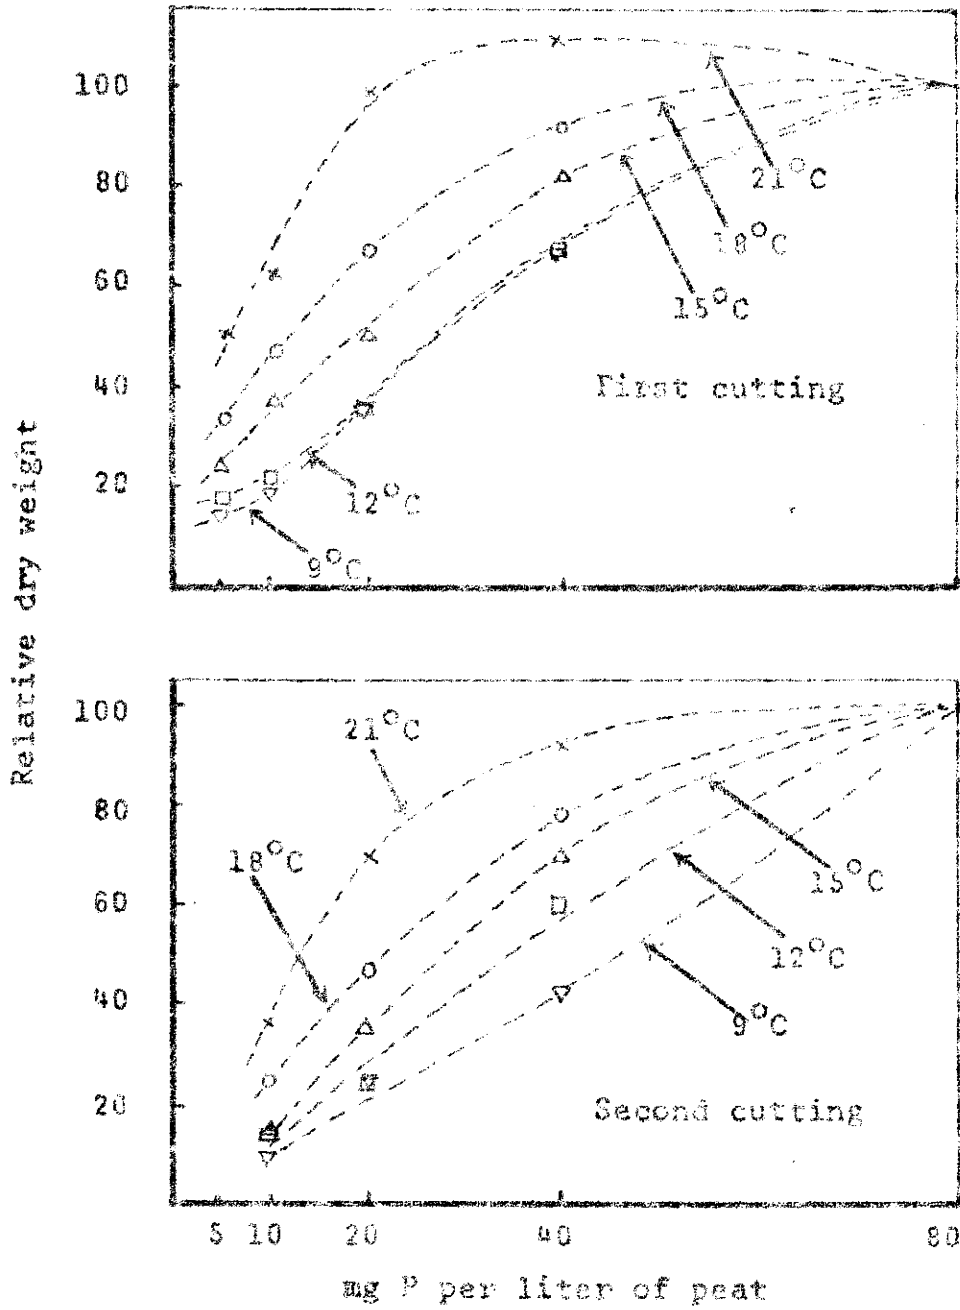 Relative dry weight
100
80
60
40
20
21°C
18°C
15°C
First cutting
12°C
9°C
100
80
60
40
20
21°C
18°C
15°C
12°C
9°C
Second cutting
5 10 20 40 80
mg P per liter of peat